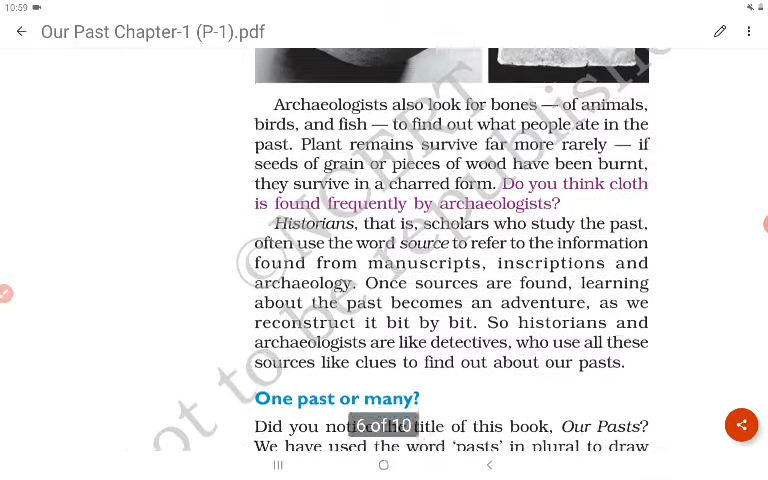 10:59
Our Past Chapter-1 (P-1).pdf
Archaeologists also look for bones — of animals,
birds, and fish — to find out what people ate in the
past. Plant remains survive far more rarely — if
seeds of grain or pieces of wood have been burnt,
they survive in a charred form. Do you think cloth
is found frequently by archaeologists?
Historians, that is, scholars who study the past,
often use the word source to refer to the information
found from manuscripts, inscriptions and
archaeology. Once sources are found, learning
about the past becomes an adventure, as we
reconstruct it bit by bit. So historians and
archaeologists are like detectives, who use all these
sources like clues to find out about our pasts.
One past or many?
Did you notice the title of this book, Our Pasts?
6 of 10
We have used the word ‘pasts’ in plural to draw
©NCERT
not to be republished